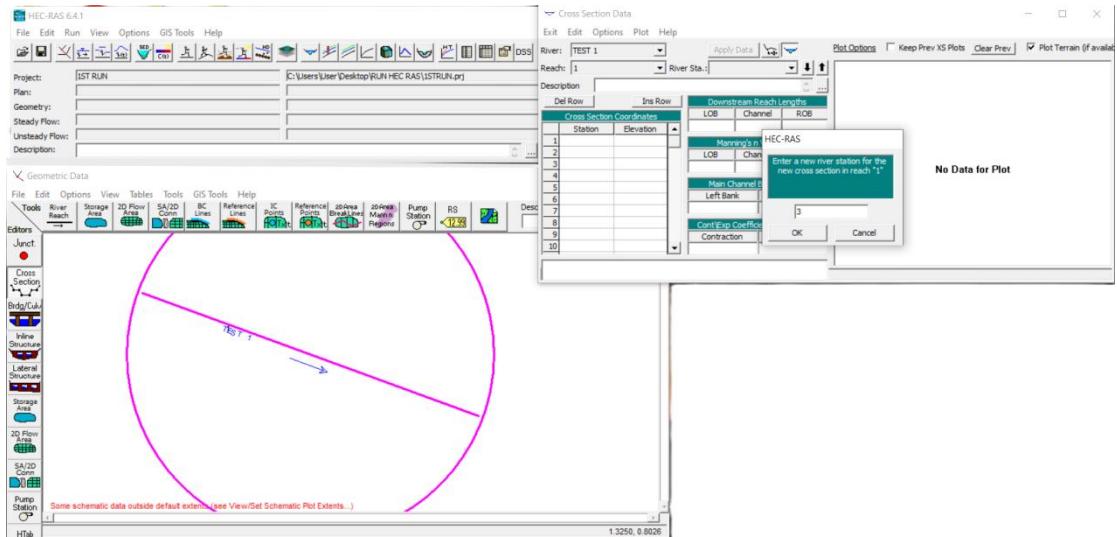 HEC-RAS 6.4.1
File Edit Run View Options GIS Tools Help
DSS
Project: 1ST RUN C:\Users\User\Desktop\RUN HEC RAS\1STRUN.prj
Plan:
Geometry:
Steady Flow:
Unsteady Flow:
Description:
Geometric Data
File Edit Options View Tables Tools GIS Tools Help
Tools
Editors
River Reach
Storage Area
2D Flow Area
SA/2D Conn
BC Lines
Reference Lines
IC Points
Reference Points
2D Area BreakLines
2D Area Mann n Regions
Pump Station
RS
Desc
Junct.
Cross Section
Brdg/Culv
Inline Structure
Lateral Structure
Storage Area
2D Flow Area
SA/2D Conn
Pump Station
HTab
TEST 1
Some schematic data outside default extents (see View/Set Schematic Plot Extents...)
1.3250, 0.8026
Cross Section Data
Exit Edit Options Plot Help
River: TEST 1
Apply Data
Plot Options Keep Prev XS Plots Clear Prev Plot Terrain (if availab
Reach: 1 River Sta.:
Description
Del Row Ins Row
Cross Section Coordinates
Station Elevation
1
2
3
4
5
6
7
8
9
10
Downstream Reach Lengths
LOB Channel ROB
Manning's n
LOB Chan
Main Channel B
Left Bank
Cont\Exp Coefficie
Contraction
HEC-RAS
Enter a new river station for the
new cross section in reach "1"
3
OK Cancel
No Data for Plot